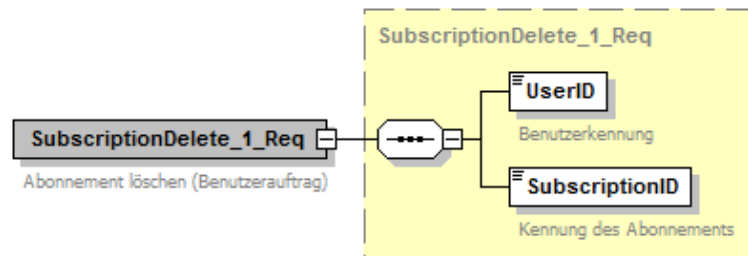 SubscriptionDelete_1_Req
UserID
Benutzerkennung
SubscriptionDelete_1_Req
Abonnement löschen (Benutzerauftrag)
SubscriptionID
Kennung des Abonnements